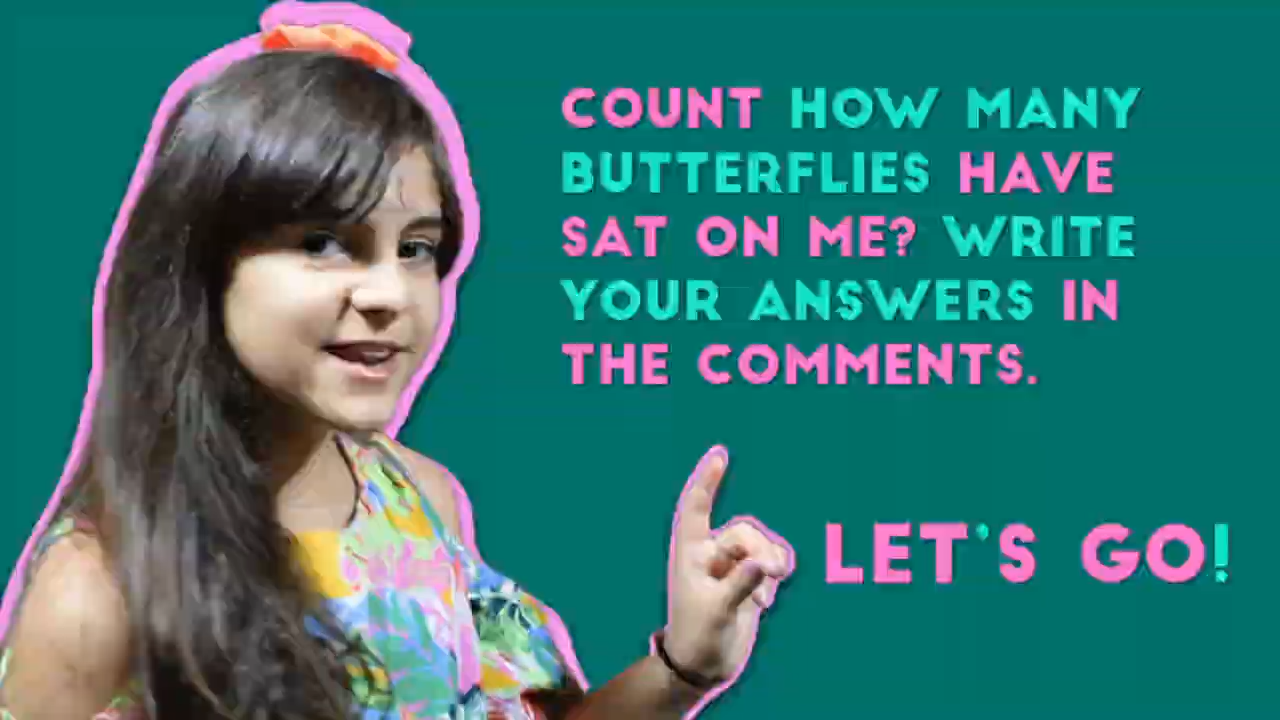 COUNT HOW MANY
BUTTERFLIES HAVE
SAT ON ME? WRITE
YOUR ANSWERS IN
THE COMMENTS.
LET'S GO!